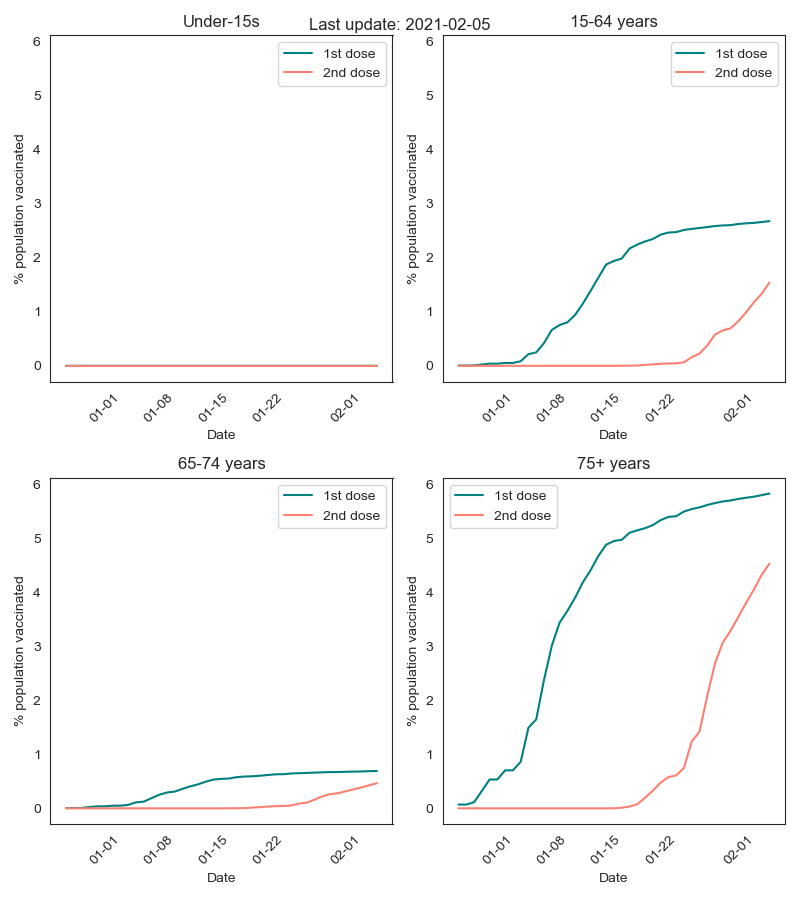 Last update: 2021-02-05
Under-15s
6
5
4
3
2
1
0
% population vaccinated
1st dose
2nd dose
01-01
01-08
01-15
01-22
02-01
Date
15-64 years
6
5
4
3
2
1
0
% population vaccinated
1st dose
2nd dose
01-01
01-08
01-15
01-22
02-01
Date
65-74 years
6
5
4
3
2
1
0
% population vaccinated
1st dose
2nd dose
01-01
01-08
01-15
01-22
02-01
Date
75+ years
6
5
4
3
2
1
0
% population vaccinated
1st dose
2nd dose
01-01
01-08
01-15
01-22
02-01
Date